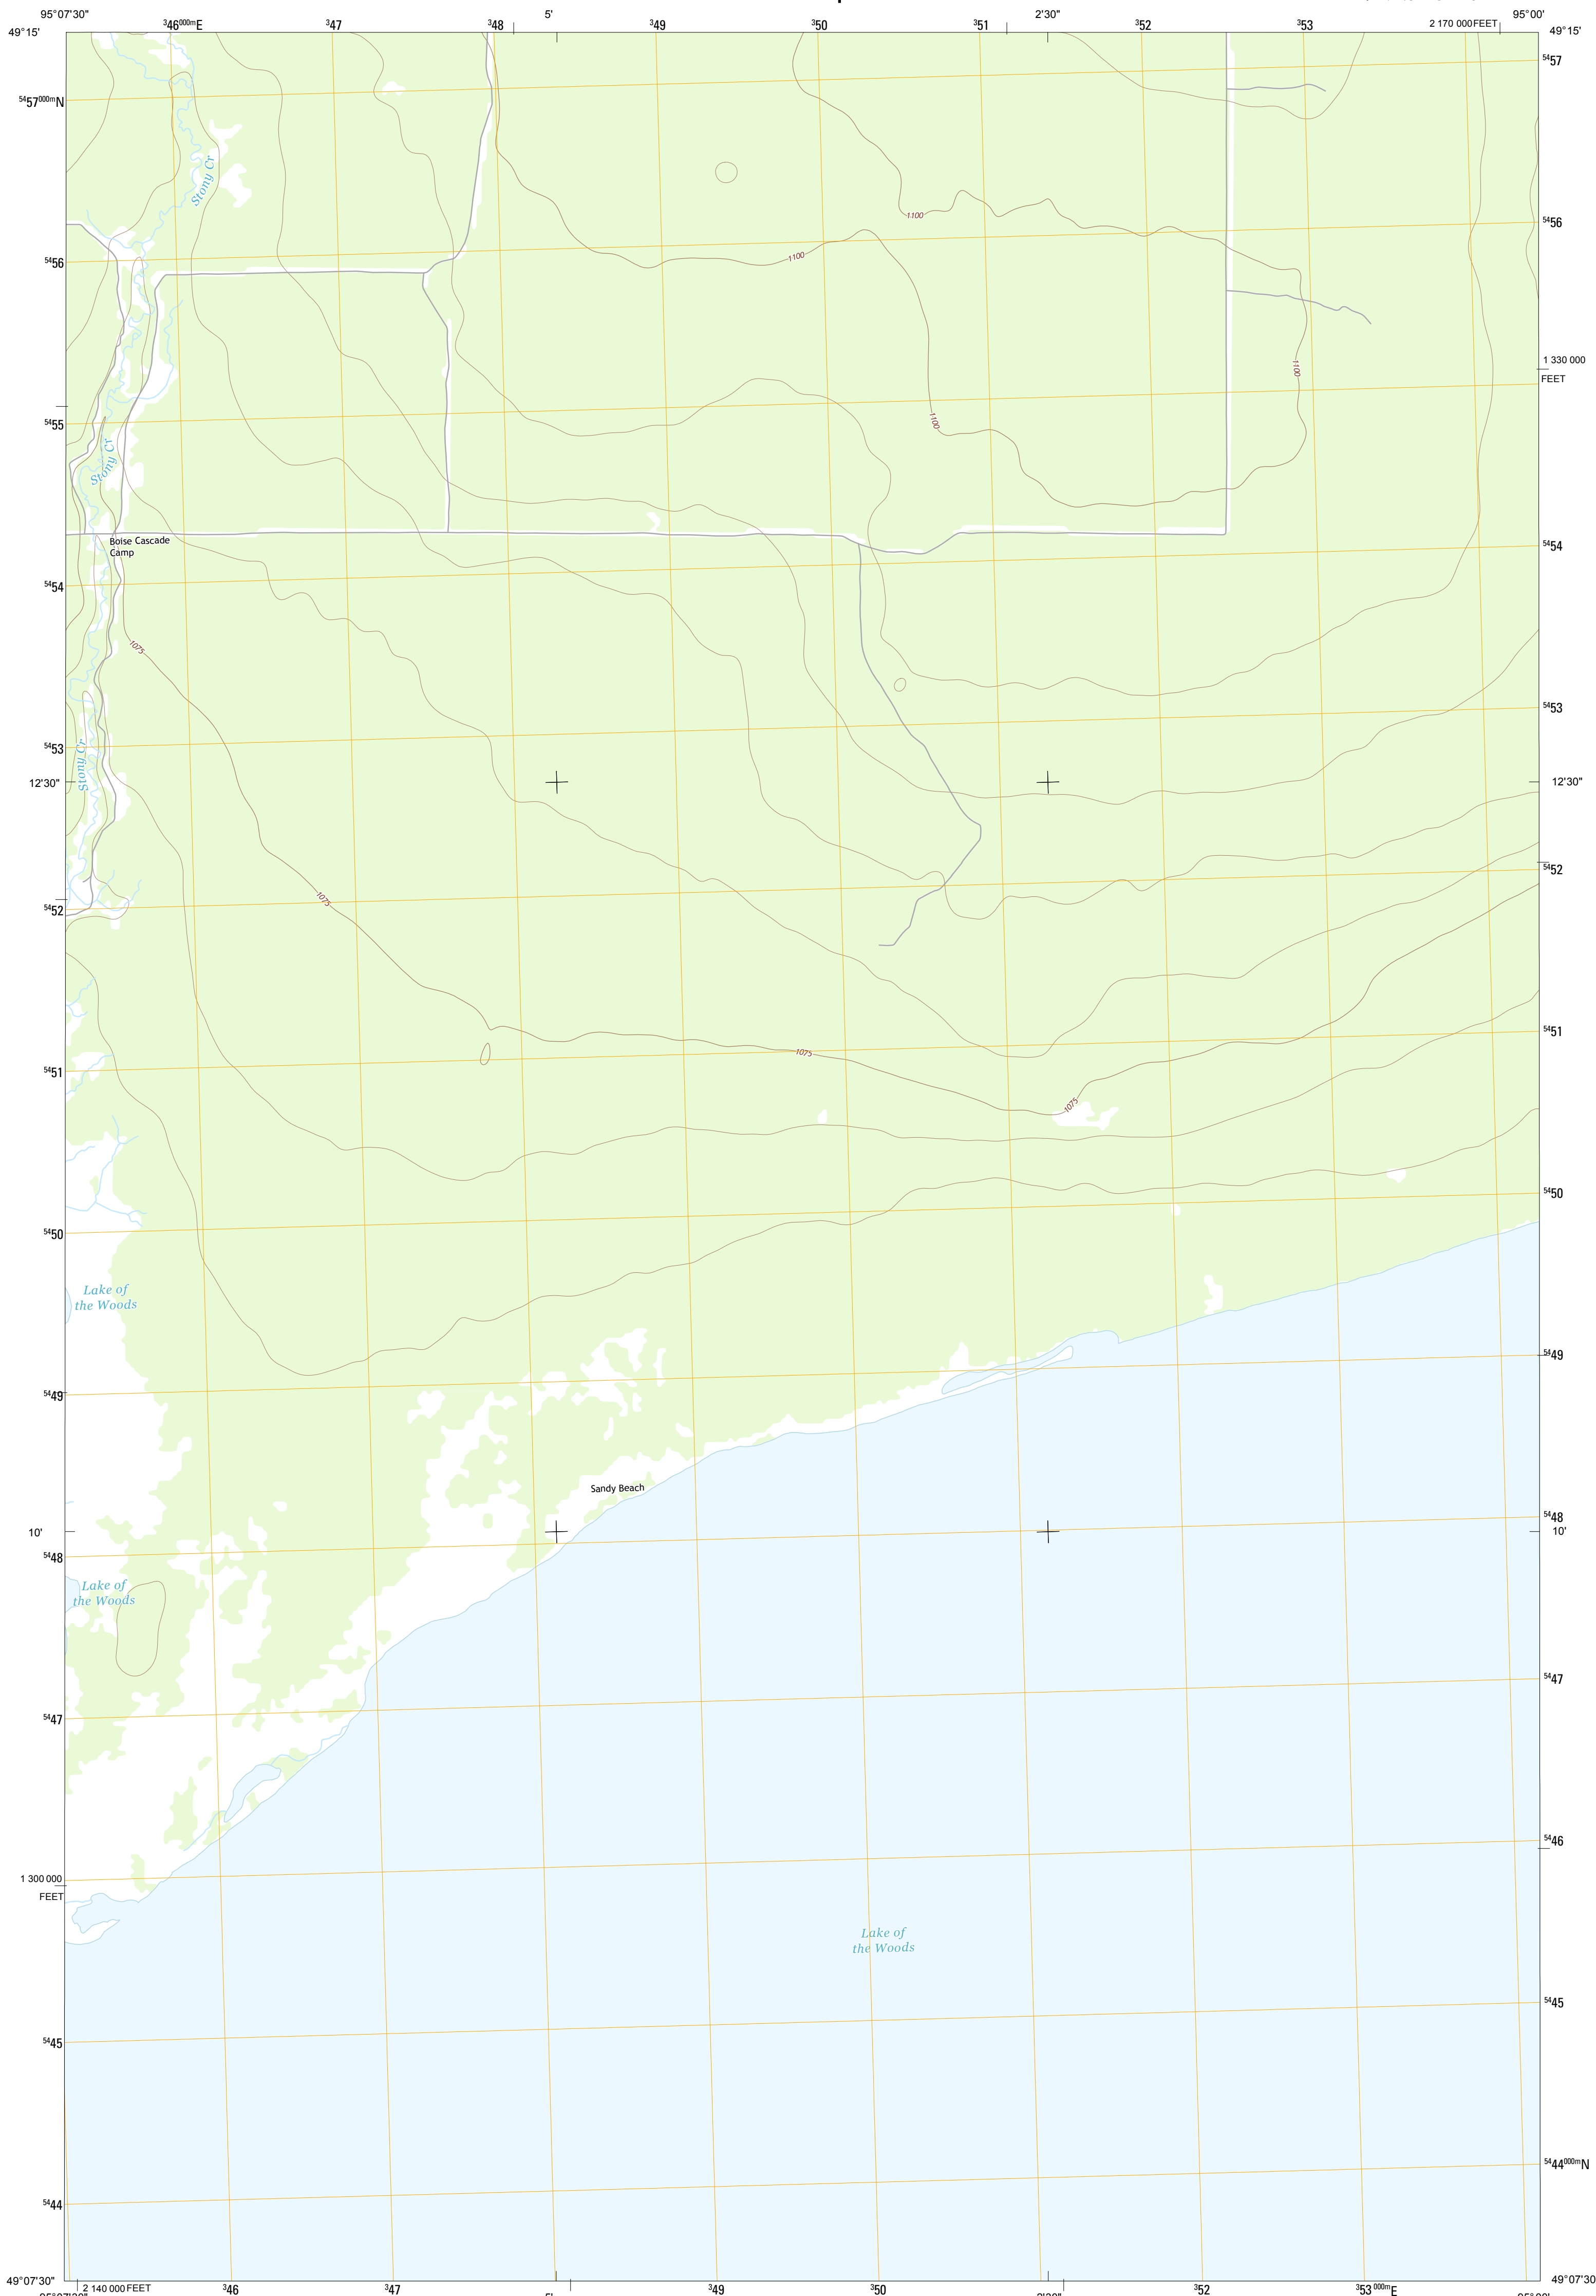 95°07'30"
³46⁰⁰⁰ᵐE
³47
³48
5'
³49
³50
³51
2'30"
³52
³53
2 170 000 FEET
95°00'
49°15'
49°15'
⁵⁴57
⁵⁴57⁰⁰⁰ᵐN
Stony Cr
1100
⁵⁴56
1100
⁵⁴56
1 330 000
FEET
1100
1100
⁵⁴55
Stony Cr
Boise Cascade
Camp
⁵⁴54
⁵⁴54
1075
⁵⁴53
⁵⁴53
Stony Cr
12'30"
12'30"
⁵⁴52
1075
⁵⁴52
⁵⁴51
1075
⁵⁴51
1075
⁵⁴50
⁵⁴50
Lake of
the Woods
⁵⁴49
⁵⁴49
Sandy Beach
⁵⁴48
10'
10'
⁵⁴48
Lake of
the Woods
⁵⁴47
⁵⁴47
⁵⁴46
1 300 000
FEET
Lake of
the Woods
⁵⁴45
⁵⁴45
⁵⁴44⁰⁰⁰ᵐN
⁵⁴44
49°07'30"
49°07'30
2 140 000 FEET
³46
³47
³49
³50
³52
³53⁰⁰⁰ᵐE